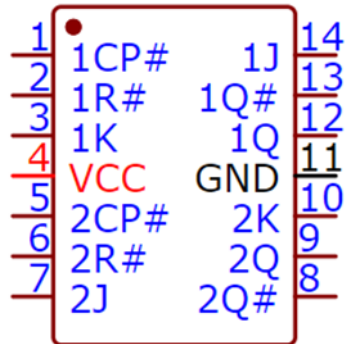 1 1CP# 1J 14
2 1R# 1Q# 13
3 1K 1Q 12
4 VCC GND 11
5 2CP# 2K 10
6 2R# 2Q 9
7 2J 2Q# 8